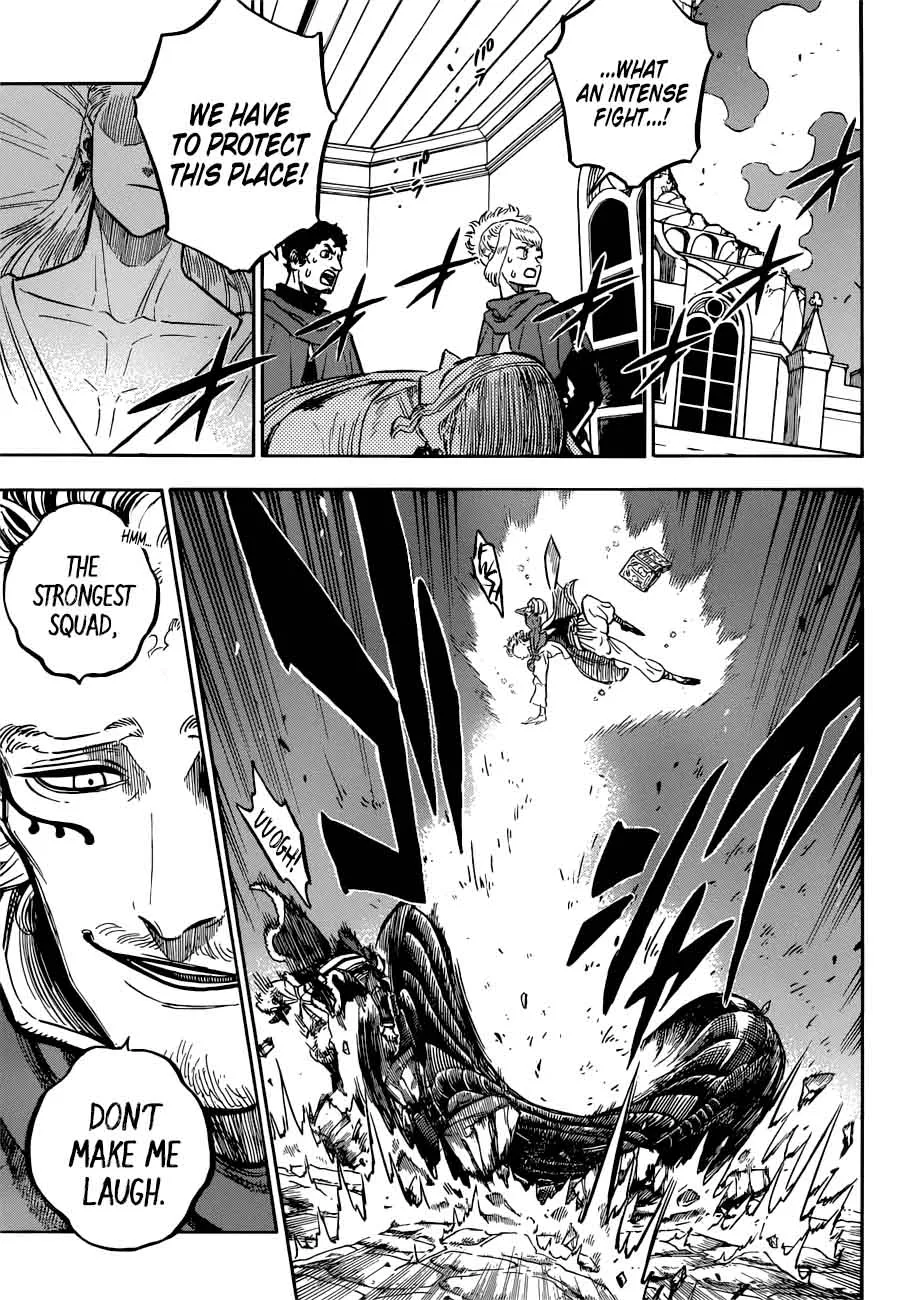 ...WHAT
AN INTENSE
FIGHT...!
WE HAVE
TO PROTECT
THIS PLACE!
VUOGH!
HMM...
THE
STRONGEST
SQUAD,
DON'T
MAKE ME
LAUGH.